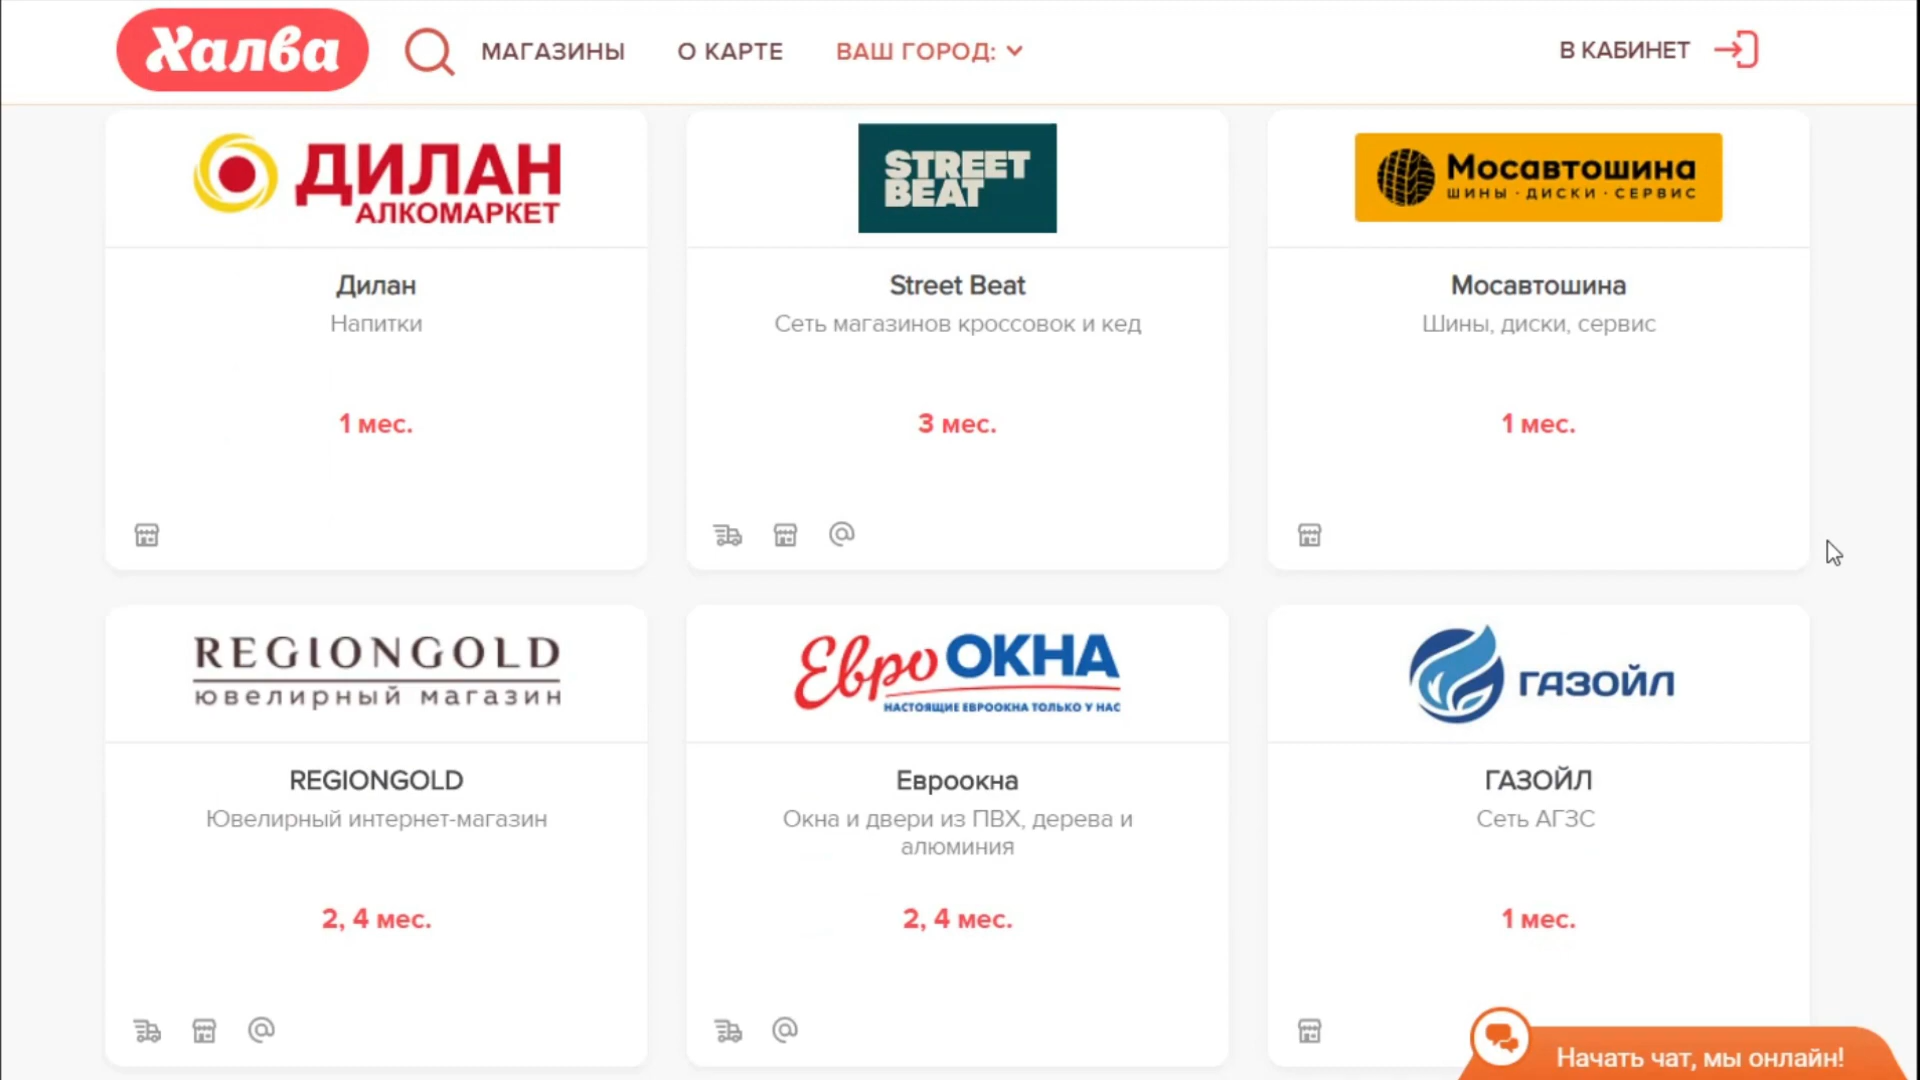 Халва
МАГАЗИНЫ
О КАРТЕ
ВАШ ГОРОД:
В КАБИНЕТ
ДИЛАН
АЛКОМАРКЕТ
Дилан
Напитки
1 мес.
STREET
BEAT
Street Beat
Сеть магазинов кроссовок и кед
3 мес.
Мосавтошина
ШИНЫ · ДИСКИ · СЕРВИС
Мосавтошина
Шины, диски, сервис
1 мес.
REGIONGOLD
ювелирный магазин
REGIONGOLD
Ювелирный интернет-магазин
2, 4 мес.
Евро ОКНА
НАСТОЯЩИЕ ЕВРООКНА ТОЛЬКО У НАС
Евроокна
Окна и двери из ПВХ, дерева и
алюминия
2, 4 мес.
ГАЗОЙЛ
ГАЗОЙЛ
Сеть АГЗС
1 мес.
Начать чат, мы онлайн!